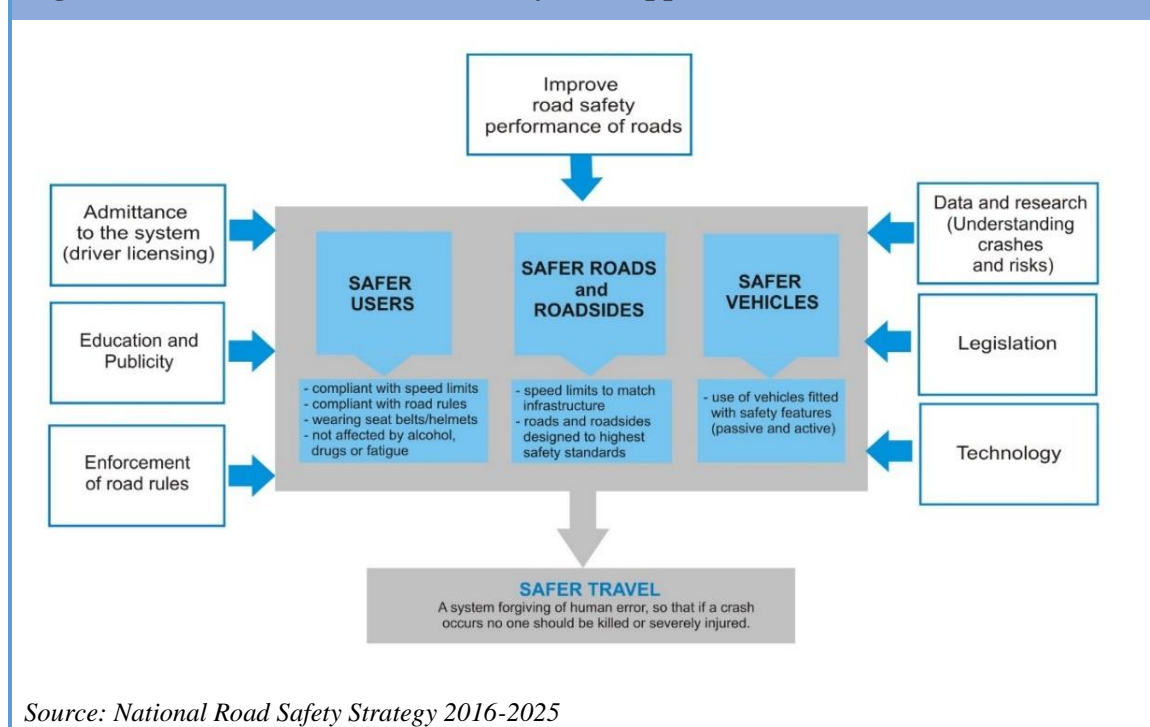 Improve
road safety
performance of roads
Admittance
to the system
(driver licensing)
Education and
Publicity
Enforcement
of road rules
SAFER
USERS
- compliant with speed limits
- compliant with road rules
- wearing seat belts/helmets
- not affected by alcohol,
drugs or fatigue
SAFER ROADS
and
ROADSIDES
- speed limits to match
infrastructure
- roads and roadsides
designed to highest
safety standards
SAFER
VEHICLES
- use of vehicles fitted
with safety features
(passive and active)
Data and research
(Understanding
crashes
and risks)
Legislation
Technology
SAFER TRAVEL
A system forgiving of human error, so that if a crash
occurs no one should be killed or severely injured.
Source: National Road Safety Strategy 2016-2025